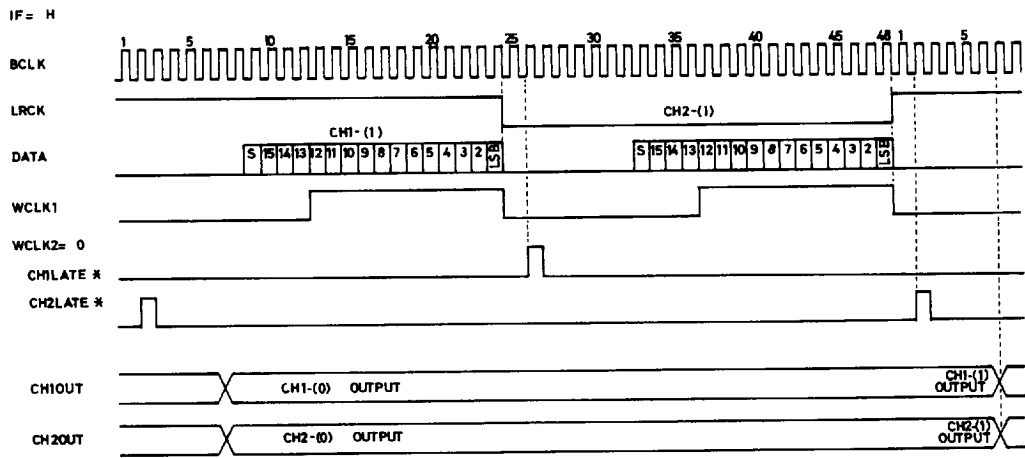 IF= H
1 5 10 15 20 25 30 35 40 45 48 1 5
BCLK
LRCK
CH2-(1)
CH1-(1)
DATA S 15 14 13 12 11 10 9 8 7 6 5 4 3 2 LSB S 15 14 13 12 11 10 9 8 7 6 5 4 3 2 LSB
WCLK1
WCLK2= 0
CH1LATE *
CH2LATE *
CH1OUT CH1-(0) OUTPUT CH1-(1) OUTPUT
CH2OUT CH2-(0) OUTPUT CH2-(1) OUTPUT